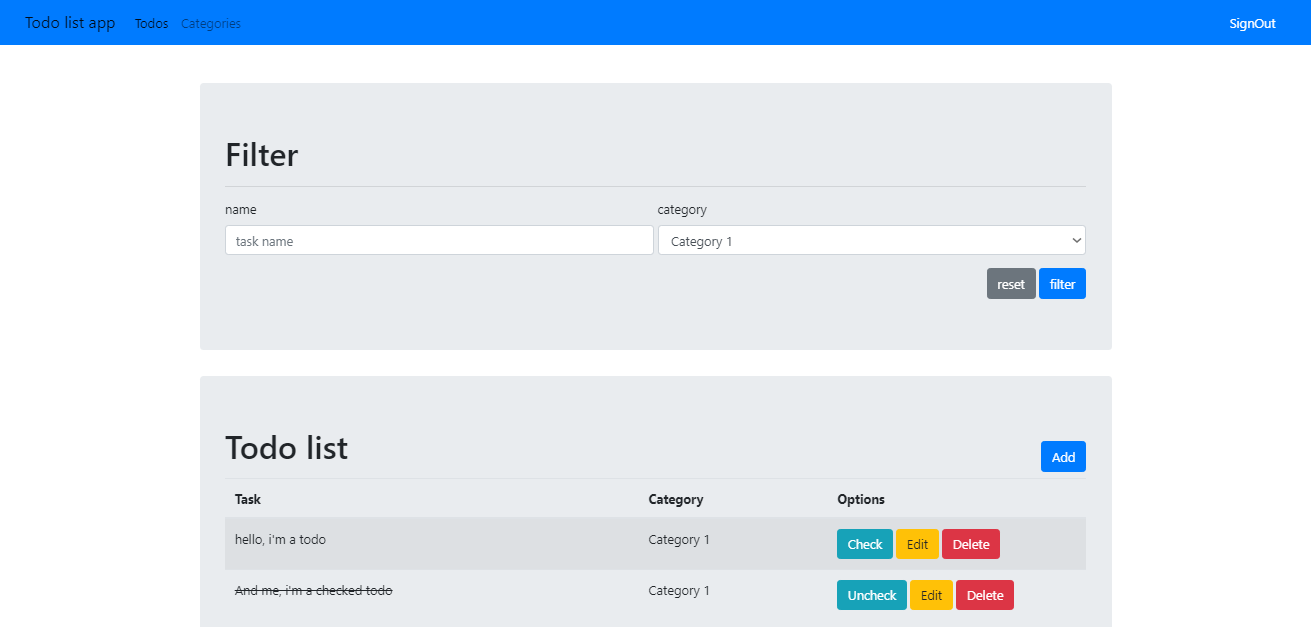 Todo list app Todos Categories SignOut
Filter
name category
task name Category 1
reset filter
Todo list Add
Task Category Options
hello, i'm a todo Category 1 Check Edit Delete
And me, i'm a checked todo Category 1 Uncheck Edit Delete